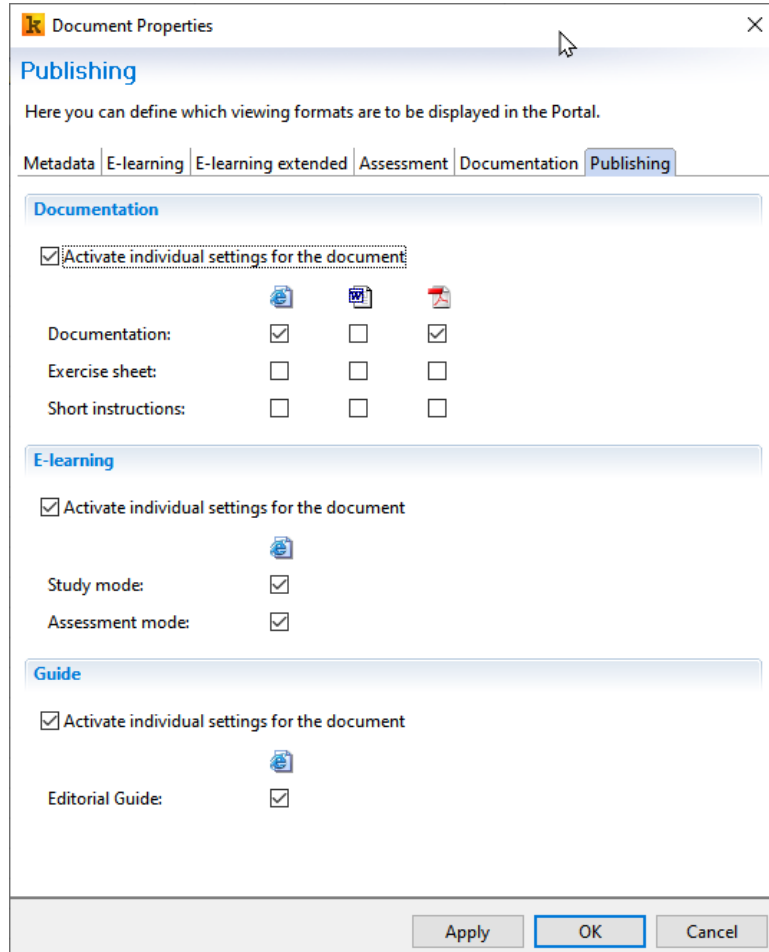 Document Properties
Publishing
Here you can define which viewing formats are to be displayed in the Portal.
Metadata E-learning E-learning extended Assessment Documentation Publishing
Documentation
Activate individual settings for the document
Documentation:
Exercise sheet:
Short instructions:
E-learning
Activate individual settings for the document
Study mode:
Assessment mode:
Guide
Activate individual settings for the document
Editorial Guide:
Apply OK Cancel